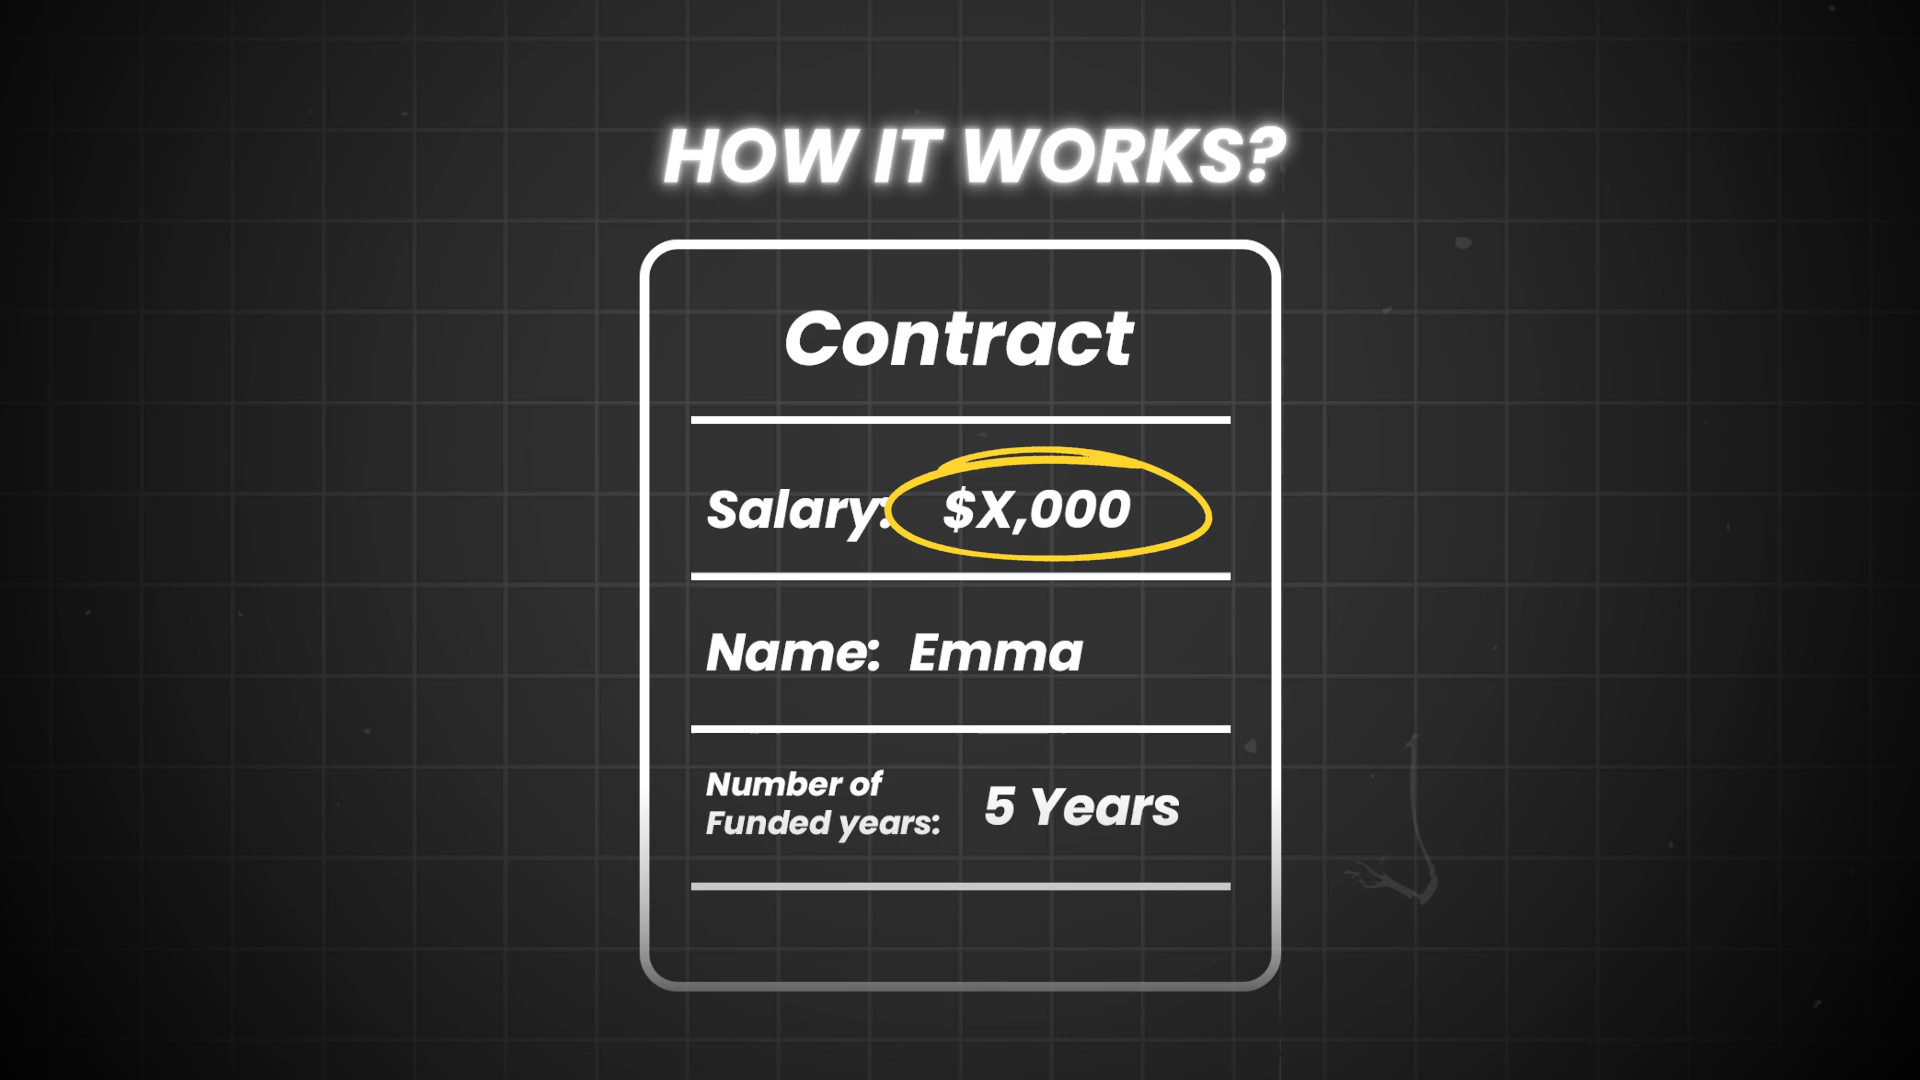 HOW IT WORKS?
Contract
Salary: $X,000
Name: Emma
Number of
Funded years: 5 Years